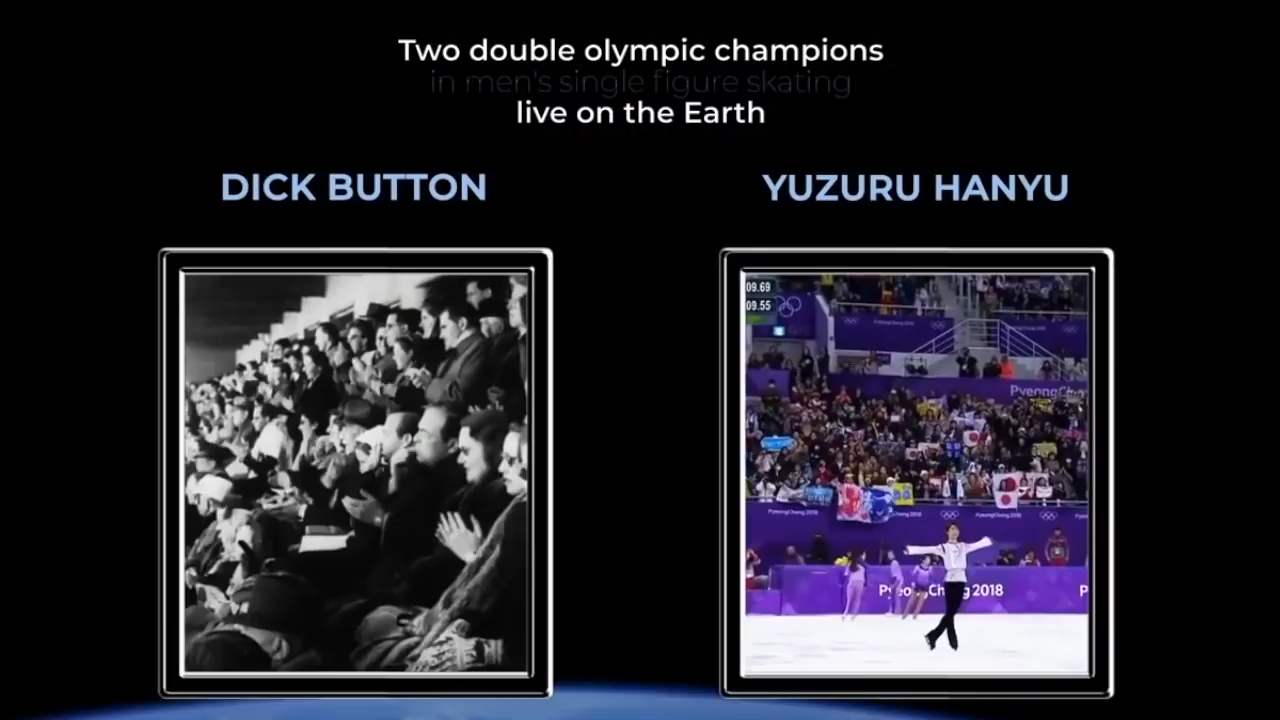 Two double olympic champions
in men's single figure skating
live on the Earth
DICK BUTTON
YUZURU HANYU
09.69
09.55
PyeongCha
PyeongChang 2018